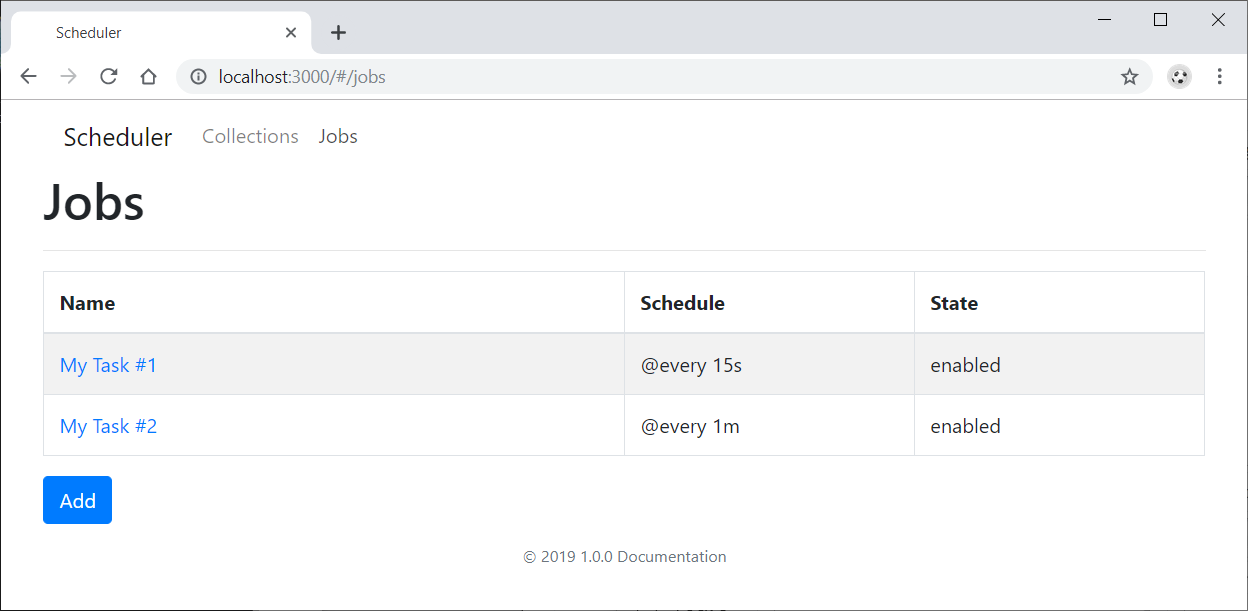 Scheduler
localhost:3000/#/jobs
Scheduler Collections Jobs
Jobs
Name Schedule State
My Task #1 @every 15s enabled
My Task #2 @every 1m enabled
Add
© 2019 1.0.0 Documentation